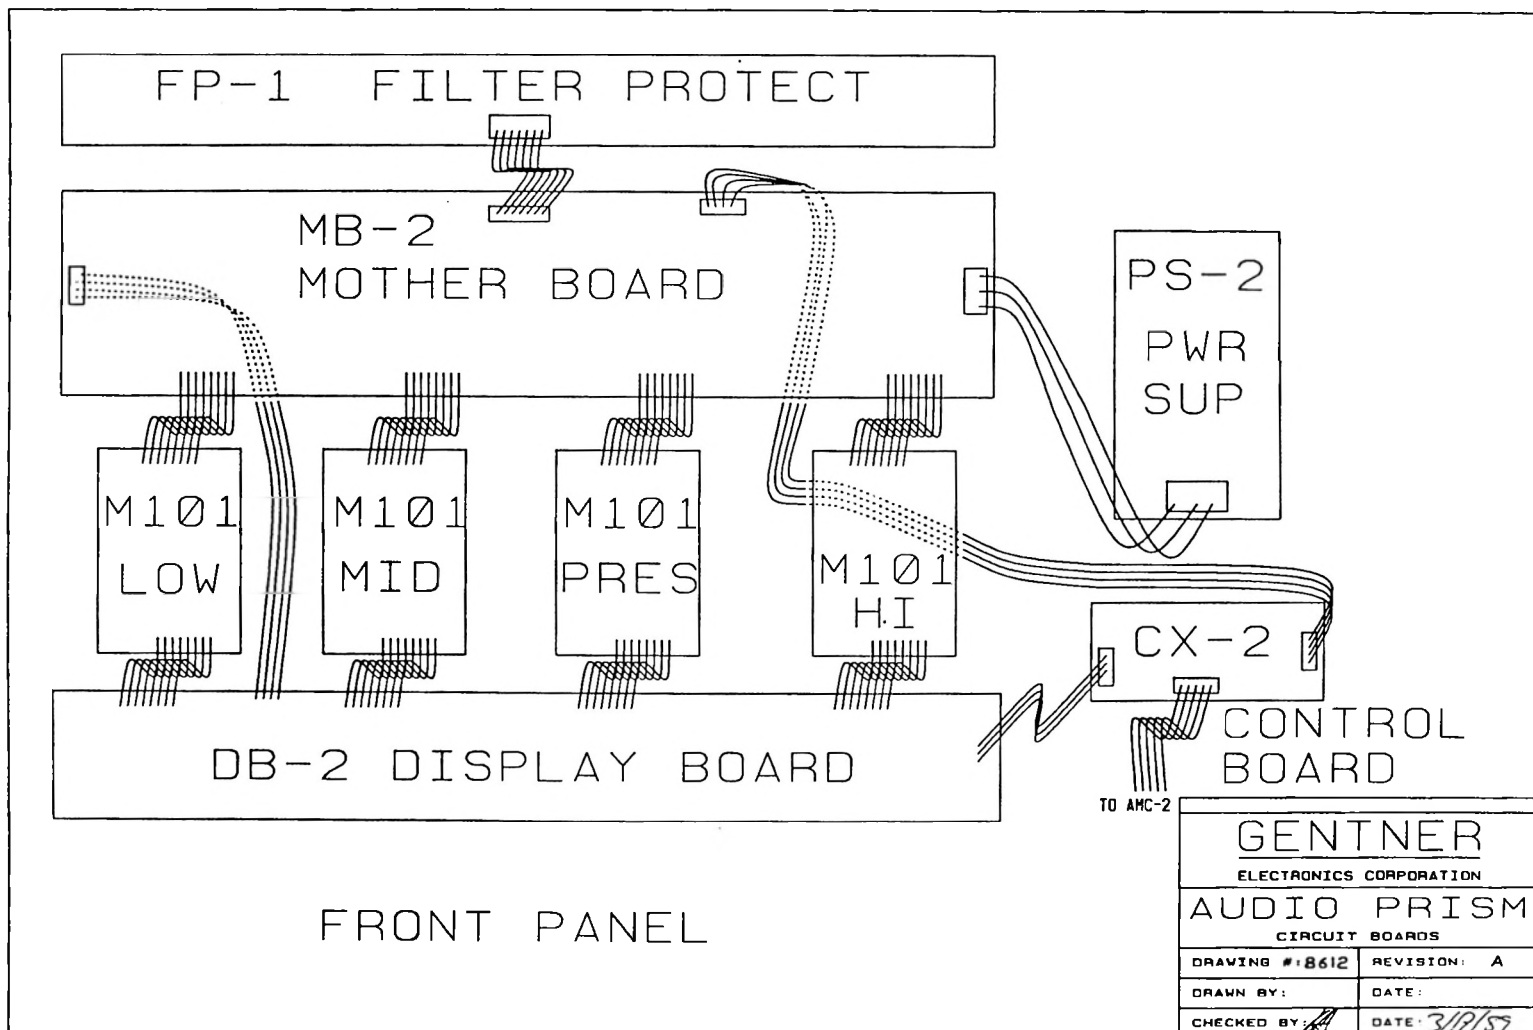 FP-1 FILTER PROTECT
MB-2
MOTHER BOARD
PS-2
PWR
SUP
M101
LOW
M101
MID
M101
PRES
M101
HI
CX-2
CONTROL
BOARD
DB-2 DISPLAY BOARD
TO AMC-2
FRONT PANEL
GENTNER
ELECTRONICS CORPORATION
AUDIO PRISM
CIRCUIT BOARDS
DRAWING #:8612 REVISION: A
DRAWN BY: DATE:
CHECKED BY: DATE: